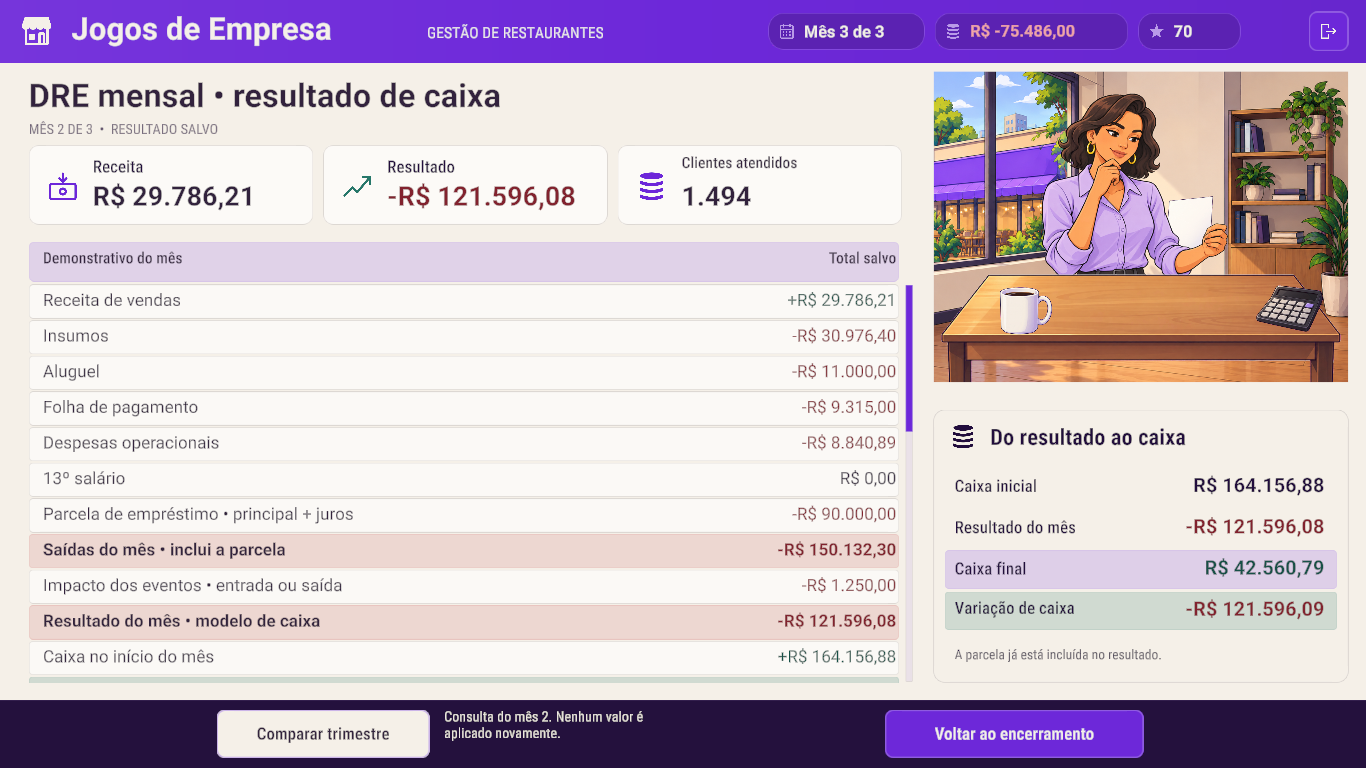 Jogos de Empresa
GESTÃO DE RESTAURANTES
Mês 3 de 3
R$ -75.486,00
70
DRE mensal • resultado de caixa
MÊS 2 DE 3 • RESULTADO SALVO
Receita
R$ 29.786,21
Resultado
-R$ 121.596,08
Clientes atendidos
1.494
Demonstrativo do mês Total salvo
Receita de vendas +R$ 29.786,21
Insumos -R$ 30.976,40
Aluguel -R$ 11.000,00
Folha de pagamento -R$ 9.315,00
Despesas operacionais -R$ 8.840,89
13º salário R$ 0,00
Parcela de empréstimo • principal + juros -R$ 90.000,00
Saídas do mês • inclui a parcela -R$ 150.132,30
Impacto dos eventos • entrada ou saída -R$ 1.250,00
Resultado do mês • modelo de caixa -R$ 121.596,08
Caixa no início do mês +R$ 164.156,88
Do resultado ao caixa
Caixa inicial R$ 164.156,88
Resultado do mês -R$ 121.596,08
Caixa final R$ 42.560,79
Variação de caixa -R$ 121.596,09
A parcela já está incluída no resultado.
Comparar trimestre
Consulta do mês 2. Nenhum valor é
aplicado novamente.
Voltar ao encerramento